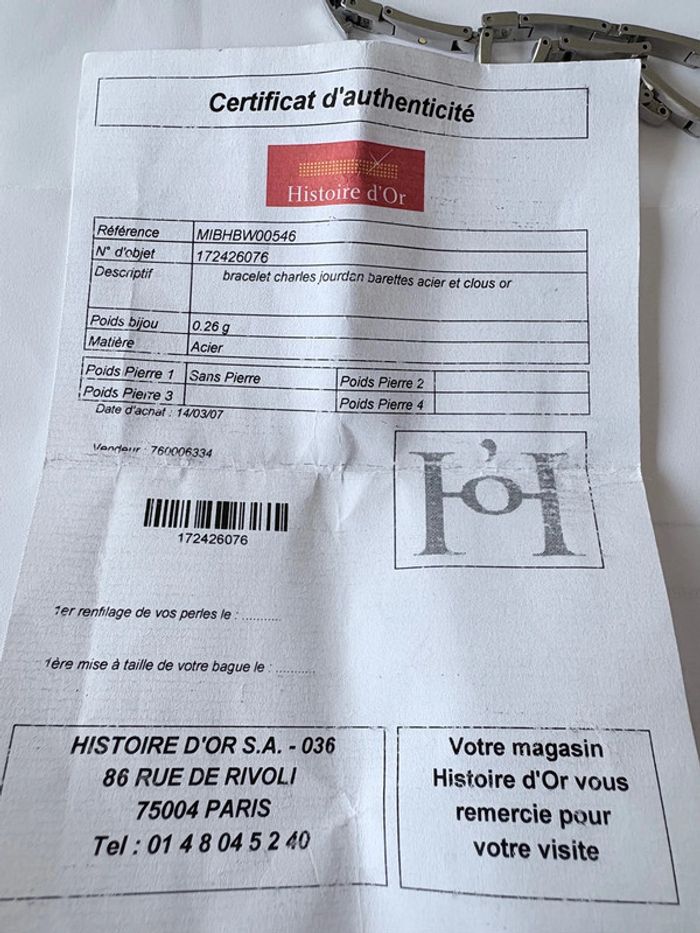 Certificat d'authenticité
Histoire d'Or
Référence MIBHBW00546
N° d'objet 172426076
Descriptif bracelet charles jourdan barettes acier et clous or
Poids bijou 0.26 g
Matière Acier
Poids Pierre 1 Sans Pierre Poids Pierre 2
Poids Pierre 3 Poids Pierre 4
Date d'achat : 14/03/07
Vendeur : 760006334
H'oH
172426076
1er renfilage de vos perles le : ..........
1ère mise à taille de votre bague le : ..........
HISTOIRE D'OR S.A. - 036
86 RUE DE RIVOLI
75004 PARIS
Tel : 01 4 8 04 5 2 40
Votre magasin
Histoire d'Or vous
remercie pour
votre visite